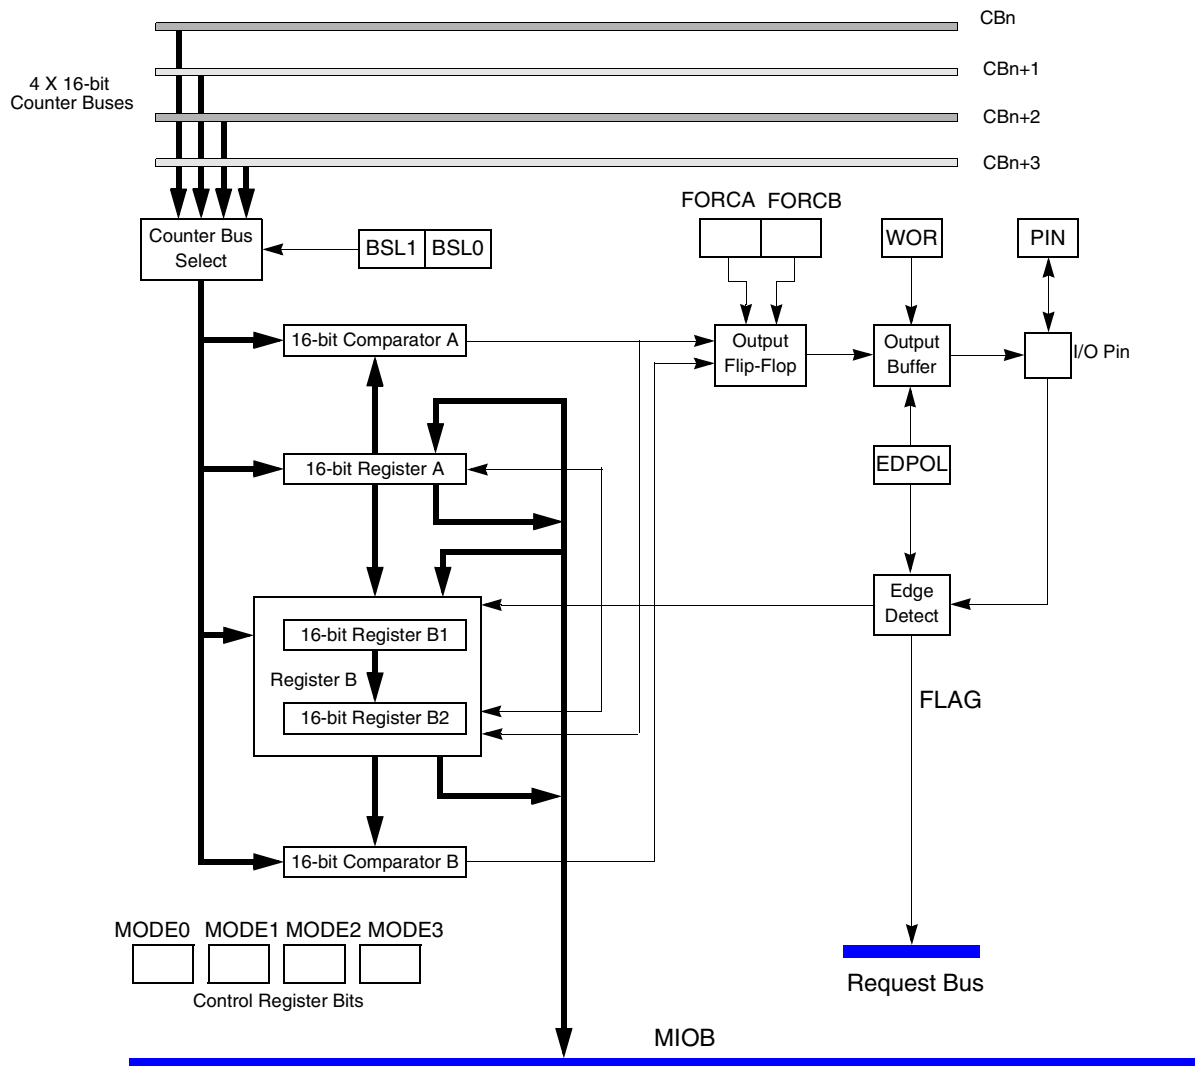 CBn
4 X 16-bit
Counter Buses
CBn+1
CBn+2
CBn+3
FORCA FORCB
Counter Bus
Select
BSL1 BSL0
WOR
PIN
16-bit Comparator A
Output
Flip-Flop
Output
Buffer
I/O Pin
16-bit Register A
EDPOL
Edge
Detect
16-bit Register B1
Register B
16-bit Register B2
FLAG
16-bit Comparator B
MODE0 MODE1 MODE2 MODE3
Control Register Bits
Request Bus
MIOB